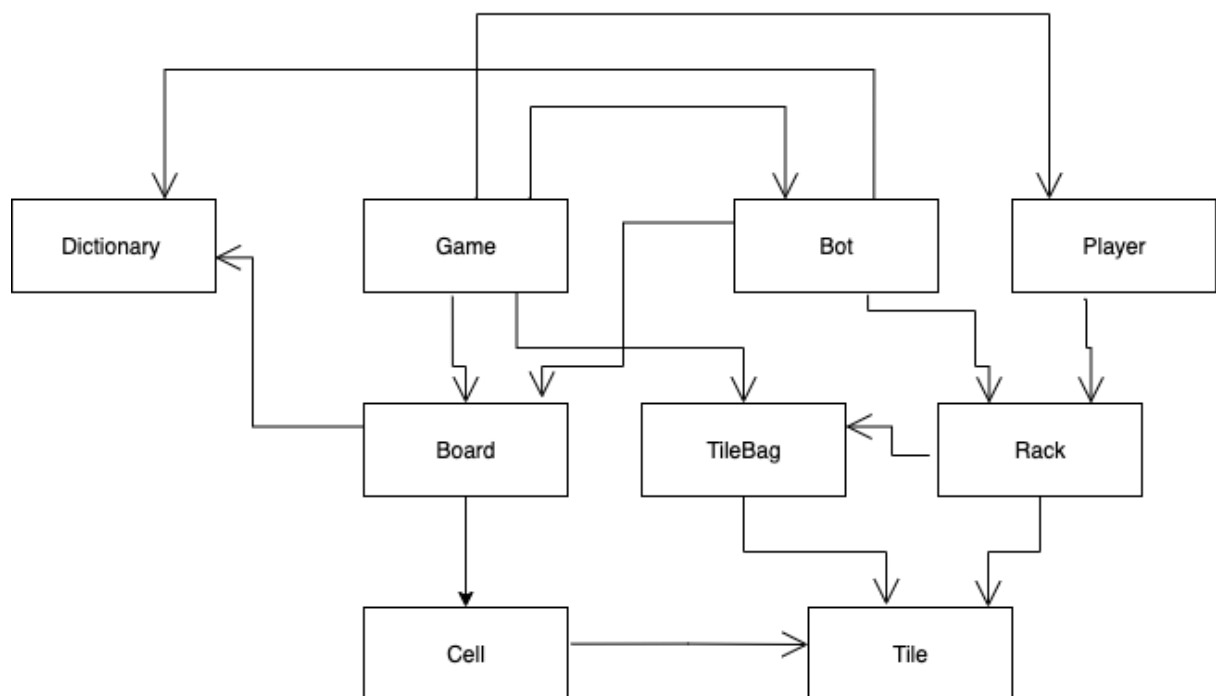 Dictionary
Game
Bot
Player
Board
TileBag
Rack
Cell
Tile